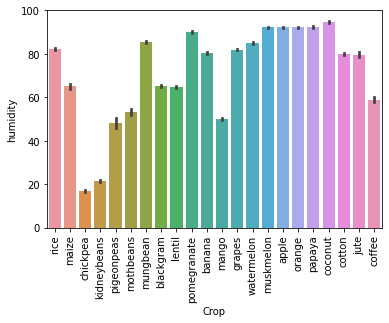 100
80
60
40
20
0
humidity
rice
maize
chickpea
kidneybeans
pigeonpeas
mothbeans
mungbean
blackgram
lentil
pomegranate
banana
mango
grapes
watermelon
muskmelon
apple
orange
papaya
coconut
cotton
jute
coffee
Crop